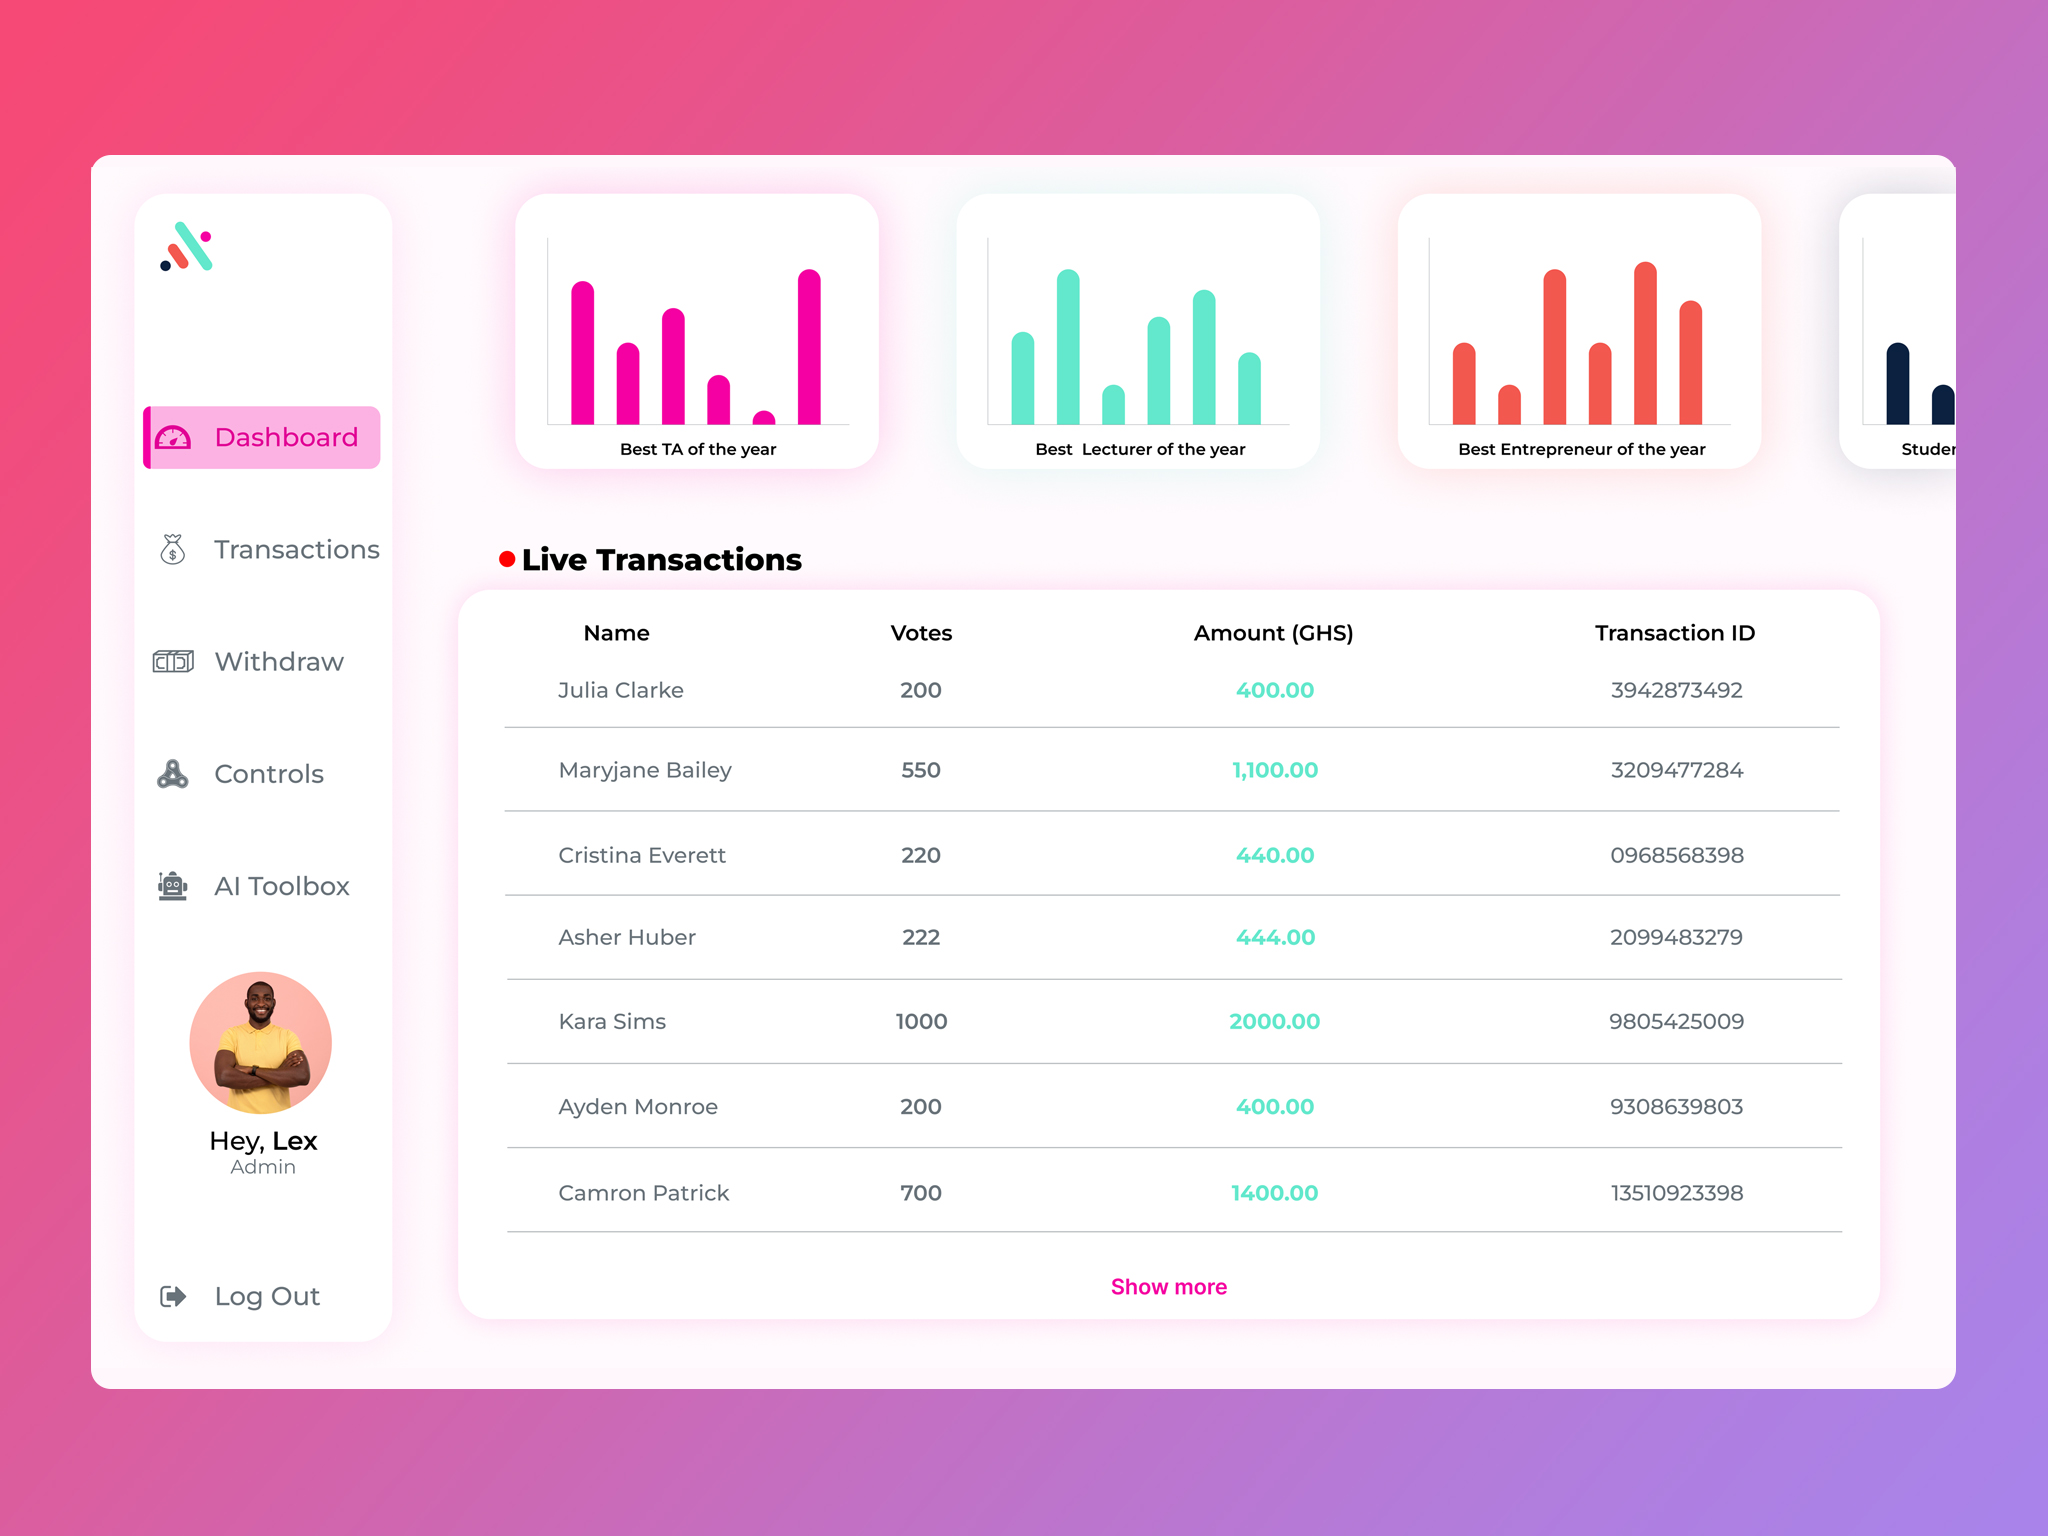 Dashboard
Transactions
Withdraw
Controls
AI Toolbox
Hey, Lex
Admin
Log Out
Best TA of the year
Best  Lecturer of the year
Best Entrepreneur of the year
Studen
Live Transactions
Name Votes Amount (GHS) Transaction ID
Julia Clarke 200 400.00 3942873492
Maryjane Bailey 550 1,100.00 3209477284
Cristina Everett 220 440.00 0968568398
Asher Huber 222 444.00 2099483279
Kara Sims 1000 2000.00 9805425009
Ayden Monroe 200 400.00 9308639803
Camron Patrick 700 1400.00 13510923398
Show more